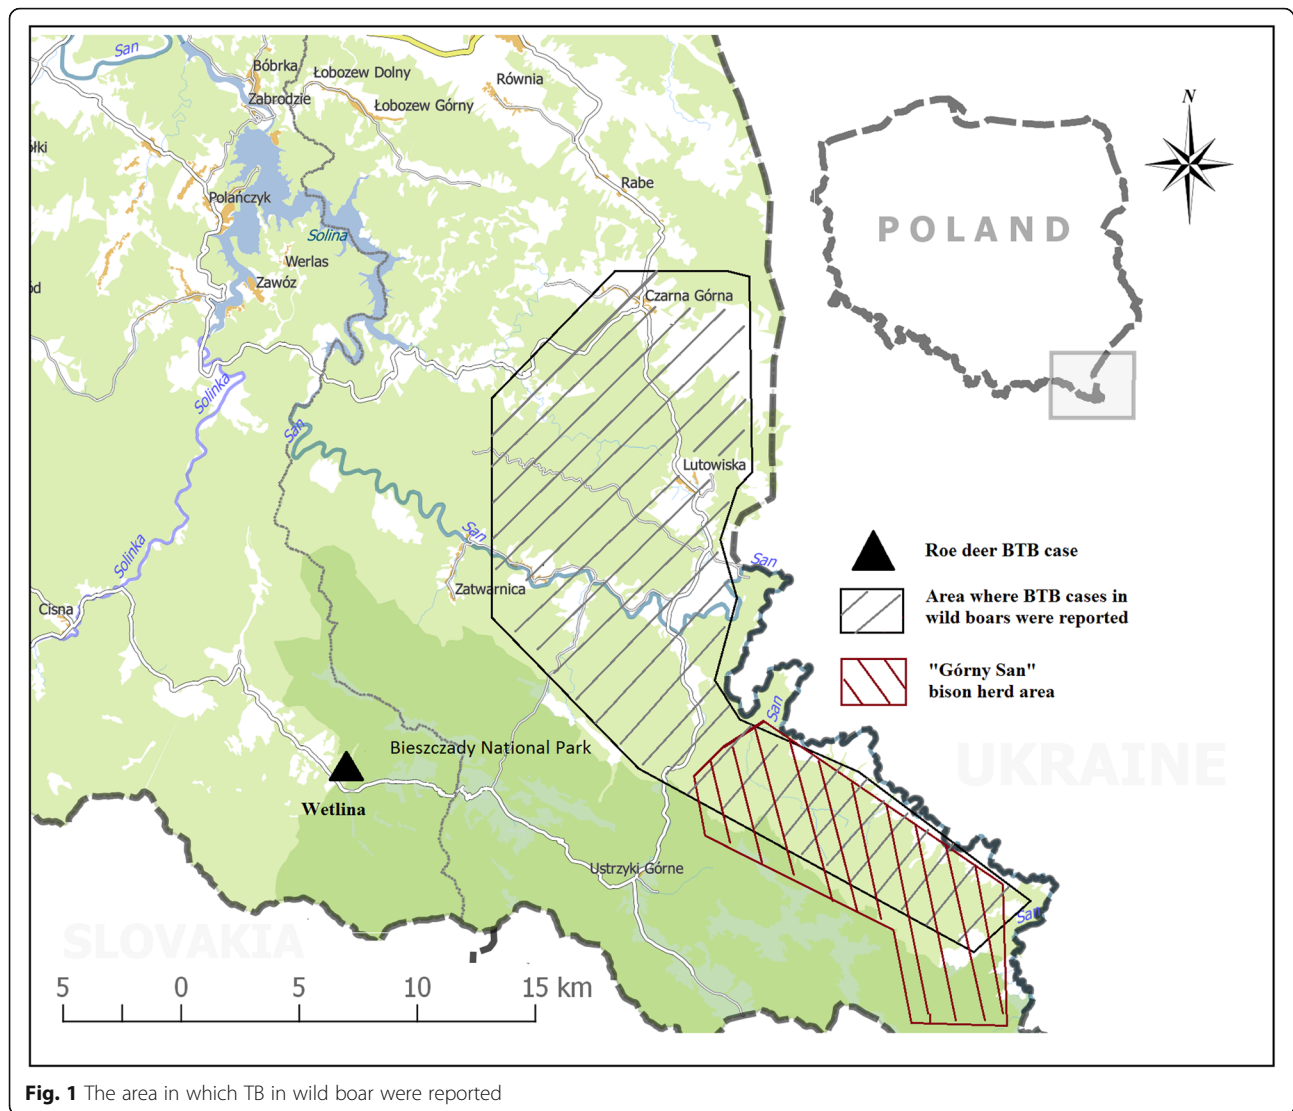 San
Bóbrka
Łobozew Dolny
Równia
Zabrodzie
Łobozew Górny
N
Rabe
Polańczyk
POLAND
Solina
Werlas
Zawóz
Czarna Górna
Solinka
San
Lutowiska
San
San
Solinka
Zatwarnica
Cisna
Roe deer BTB case
Area where BTB cases in
wild boars were reported
"Górny San"
bison herd area
San
Bieszczady National Park
UKRAINE
Wetlina
Ustrzyki Górne
San
SLOVAKIA
5 0 5 10 15 km
Fig. 1 The area in which TB in wild boar were reported